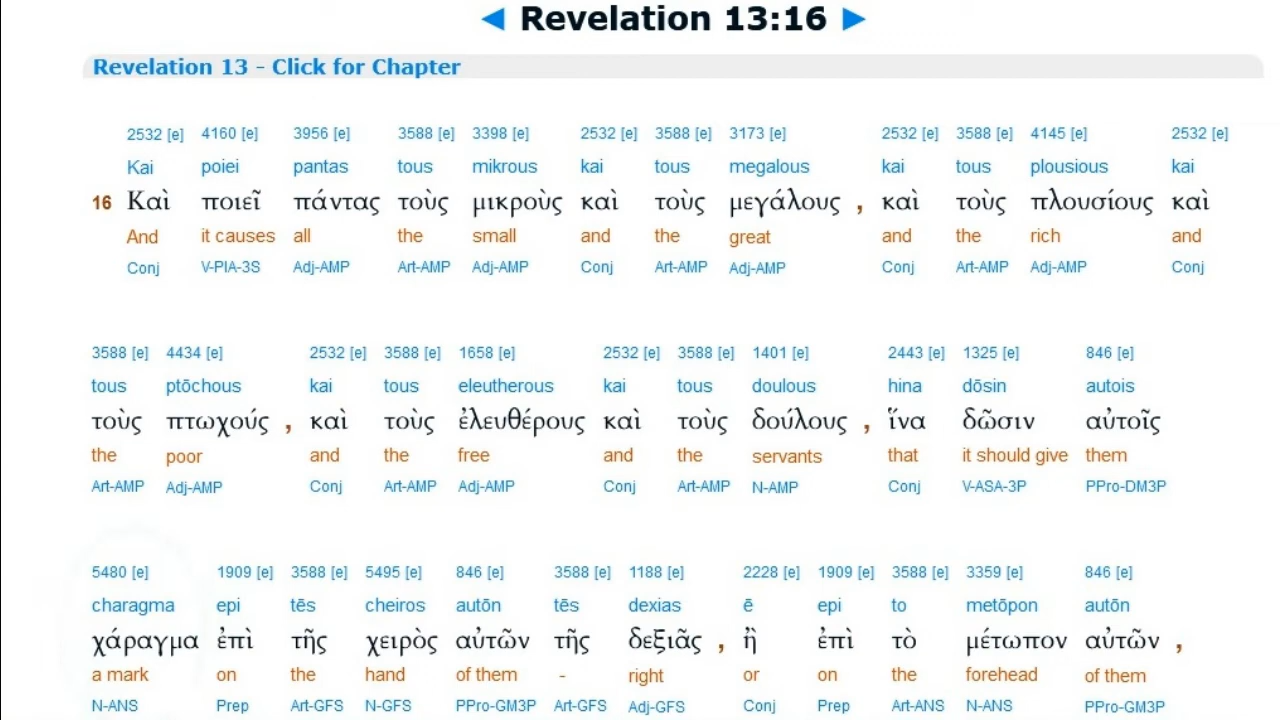 ◄ Revelation 13:16 ►
Revelation 13 - Click for Chapter
2532 [e] 4160 [e] 3956 [e] 3588 [e] 3398 [e] 2532 [e] 3588 [e] 3173 [e] 2532 [e] 3588 [e] 4145 [e] 2532 [e]
Kai poiei pantas tous mikrous kai tous megalous kai tous plousious kai
16 Καὶ ποιεῖ πάντας τοὺς μικροὺς καὶ τοὺς μεγάλους , καὶ τοὺς πλουσίους καὶ
And it causes all the small and the great and the rich and
Conj V-PIA-3S Adj-AMP Art-AMP Adj-AMP Conj Art-AMP Adj-AMP Conj Art-AMP Adj-AMP Conj
3588 [e] 4434 [e] 2532 [e] 3588 [e] 1658 [e] 2532 [e] 3588 [e] 1401 [e] 2443 [e] 1325 [e] 846 [e]
tous ptōchous kai tous eleutherous kai tous doulous hina dōsin autois
τοὺς πτωχούς , καὶ τοὺς ἐλευθέρους καὶ τοὺς δούλους , ἵνα δῶσιν αὐτοῖς
the poor and the free and the servants that it should give them
Art-AMP Adj-AMP Conj Art-AMP Adj-AMP Conj Art-AMP N-AMP Conj V-ASA-3P PPro-DM3P
5480 [e] 1909 [e] 3588 [e] 5495 [e] 846 [e] 3588 [e] 1188 [e] 2228 [e] 1909 [e] 3588 [e] 3359 [e] 846 [e]
charagma epi tēs cheiros autōn tēs dexias ē epi to metōpon autōn
χάραγμα ἐπὶ τῆς χειρὸς αὐτῶν τῆς δεξιᾶς , ἢ ἐπὶ τὸ μέτωπον αὐτῶν ,
a mark on the hand of them - right or on the forehead of them
N-ANS Prep Art-GFS N-GFS PPro-GM3P Art-GFS Adj-GFS Conj Prep Art-ANS N-ANS PPro-GM3P